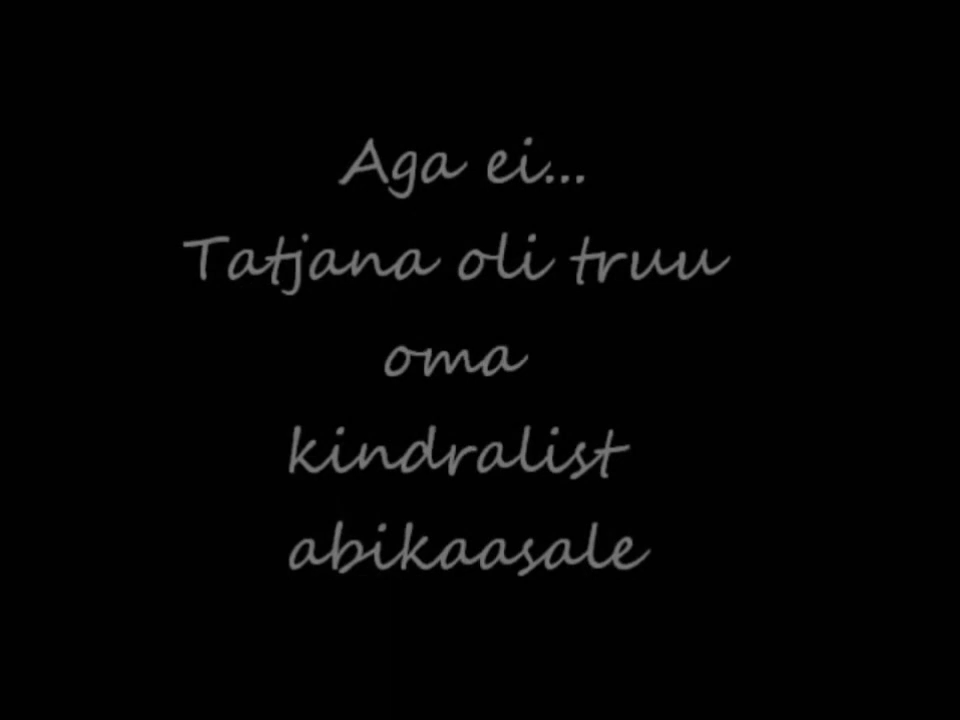 Aga ei...
Tatjana oli truu
oma
kindralist
abikaasale